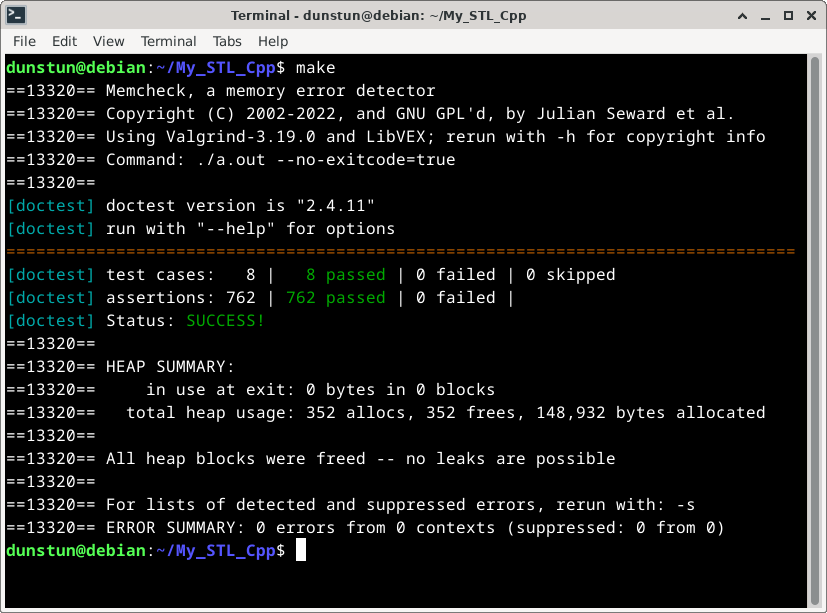 Terminal - dunstun@debian: ~/My_STL_Cpp
File Edit View Terminal Tabs Help
dunstun@debian:~/My_STL_Cpp$ make
==13320== Memcheck, a memory error detector
==13320== Copyright (C) 2002-2022, and GNU GPL'd, by Julian Seward et al.
==13320== Using Valgrind-3.19.0 and LibVEX; rerun with -h for copyright info
==13320== Command: ./a.out --no-exitcode=true
==13320==
[doctest] doctest version is "2.4.11"
[doctest] run with "--help" for options
===============================================================================
[doctest] test cases:   8 |   8 passed | 0 failed | 0 skipped
[doctest] assertions: 762 | 762 passed | 0 failed |
[doctest] Status: SUCCESS!
==13320==
==13320== HEAP SUMMARY:
==13320==     in use at exit: 0 bytes in 0 blocks
==13320==   total heap usage: 352 allocs, 352 frees, 148,932 bytes allocated
==13320==
==13320== All heap blocks were freed -- no leaks are possible
==13320==
==13320== For lists of detected and suppressed errors, rerun with: -s
==13320== ERROR SUMMARY: 0 errors from 0 contexts (suppressed: 0 from 0)
dunstun@debian:~/My_STL_Cpp$